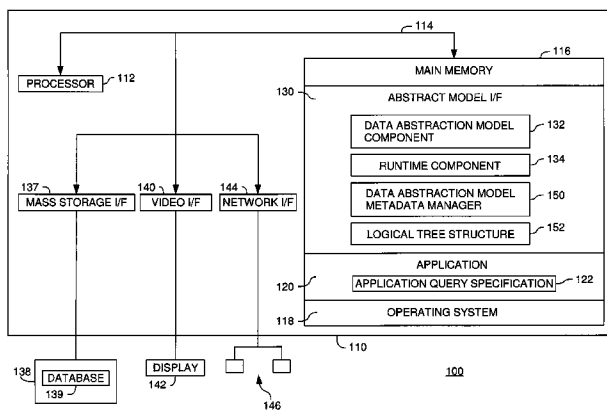 114
116
PROCESSOR
112
MAIN MEMORY
130
ABSTRACT MODEL I/F
DATA ABSTRACTION MODEL
COMPONENT
132
RUNTIME COMPONENT
134
137
140
144
MASS STORAGE I/F
VIDEO I/F
NETWORK I/F
DATA ABSTRACTION MODEL
METADATA MANAGER
150
LOGICAL TREE STRUCTURE
152
APPLICATION
120
APPLICATION QUERY SPECIFICATION
122
118
OPERATING SYSTEM
110
138
DATABASE
139
DISPLAY
142
146
100